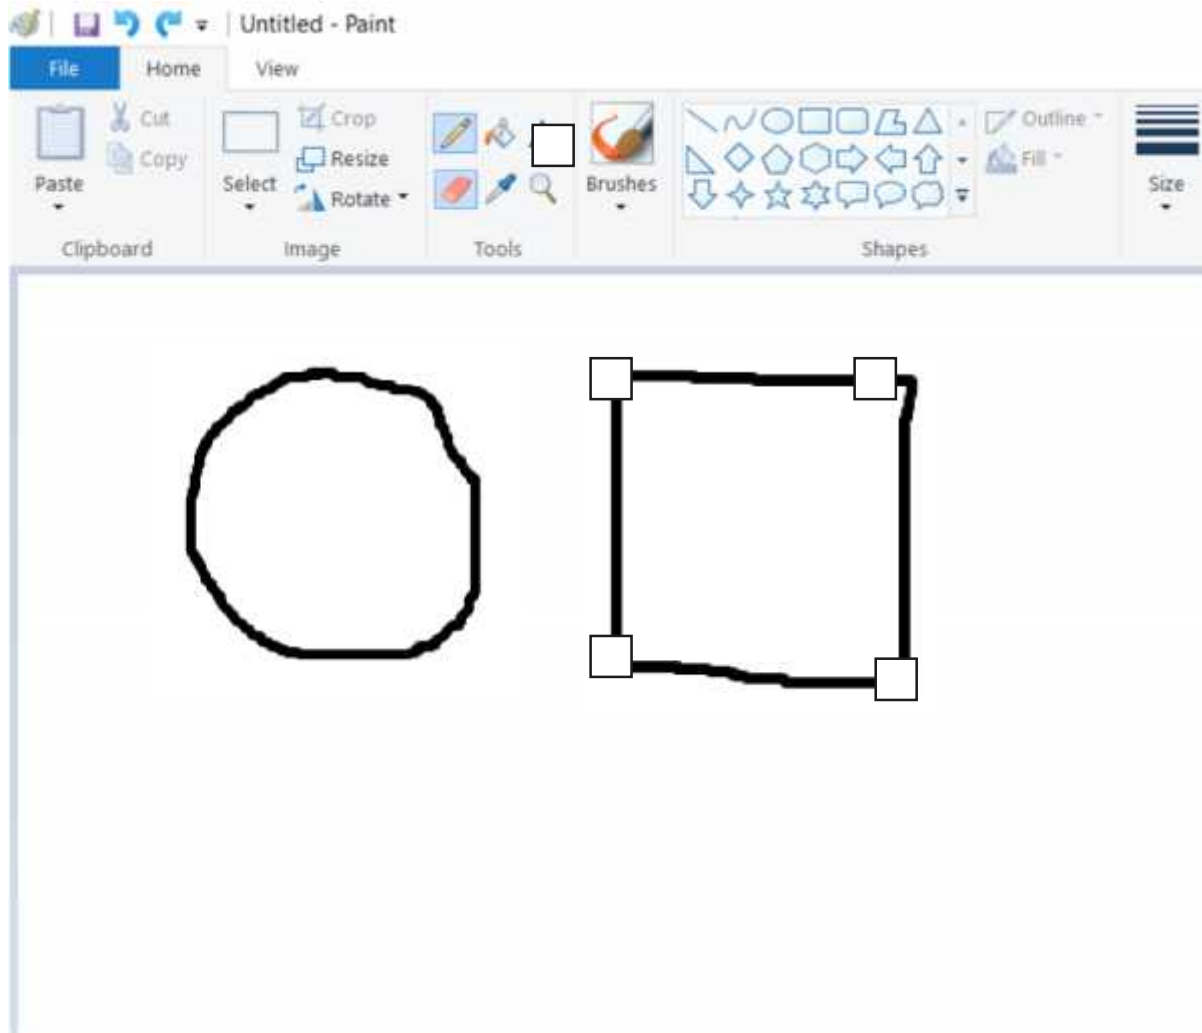 Untitled - Paint
File Home View
Cut Crop Outline
Copy Resize Fill
Paste Select Rotate Brushes Size
Clipboard Image Tools Shapes